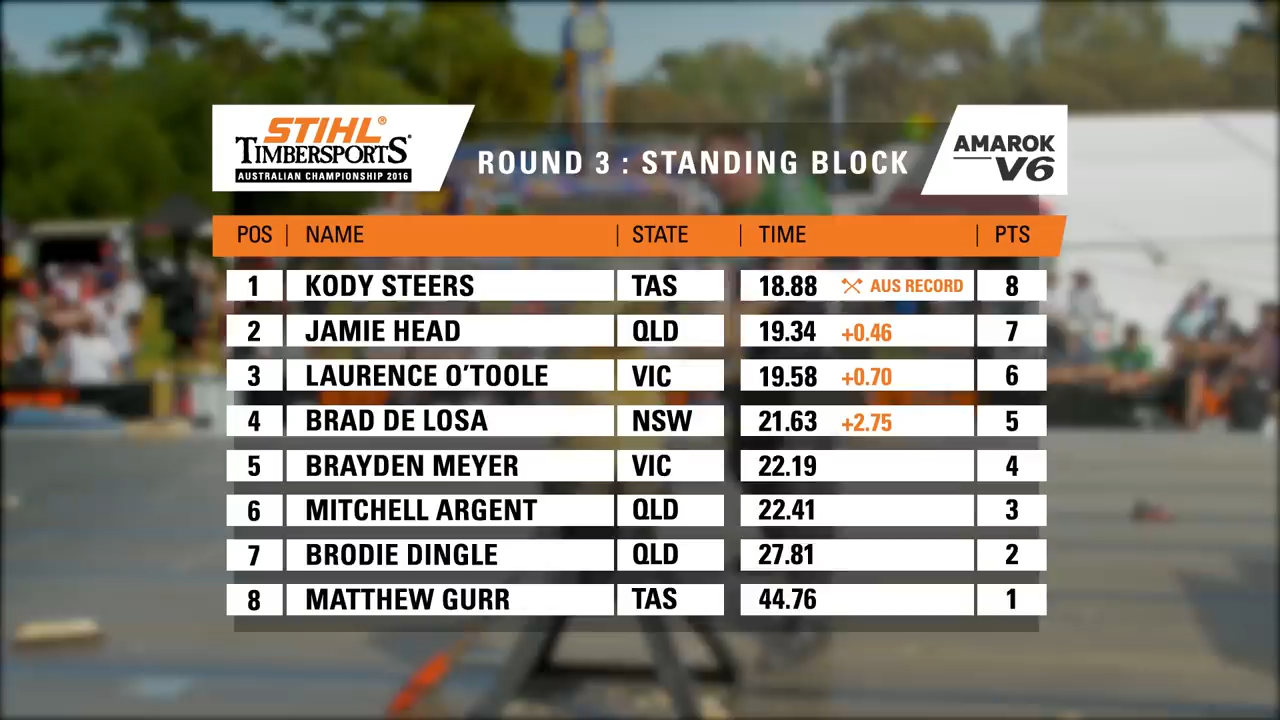 STIHL®
TIMBERSPORTS®
AUSTRALIAN CHAMPIONSHIP 2016
ROUND 3 : STANDING BLOCK
AMAROK
V6
POS | NAME | STATE | TIME | PTS
1 KODY STEERS TAS 18.88 AUS RECORD 8
2 JAMIE HEAD QLD 19.34 +0.46 7
3 LAURENCE O'TOOLE VIC 19.58 +0.70 6
4 BRAD DE LOSA NSW 21.63 +2.75 5
5 BRAYDEN MEYER VIC 22.19 4
6 MITCHELL ARGENT QLD 22.41 3
7 BRODIE DINGLE QLD 27.81 2
8 MATTHEW GURR TAS 44.76 1